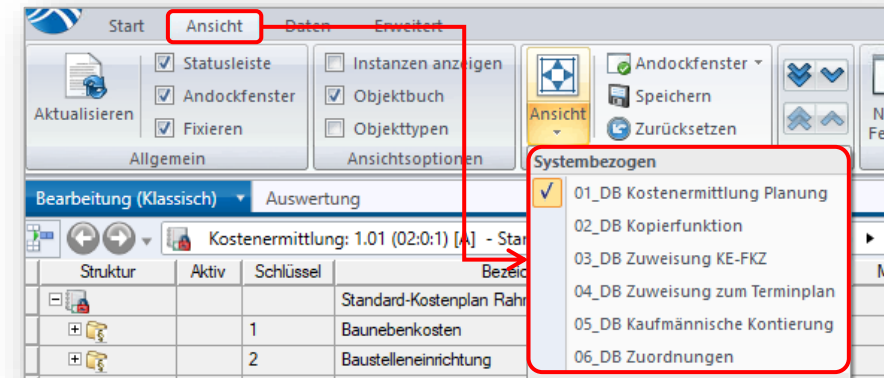 Start Ansicht Daten Erweitert
Aktualisieren
Statusleiste
Andockfenster
Fixieren
Allgemein
Instanzen anzeigen
Objektbuch
Objekttypen
Ansichtsoptionen
Ansicht
Andockfenster
Speichern
Zurücksetzen
Systembezogen
01_DB Kostenermittlung Planung
02_DB Kopierfunktion
03_DB Zuweisung KE-FKZ
04_DB Zuweisung zum Terminplan
05_DB Kaufmännische Kontierung
06_DB Zuordnungen
Bearbeitung (Klassisch) Auswertung
Kostenermittlung: 1.01 (02:0:1) [A] - Star
Struktur Aktiv Schlüssel Bezeic
Standard-Kostenplan Rahm
1 Baunebenkosten
2 Baustelleneinrichtung